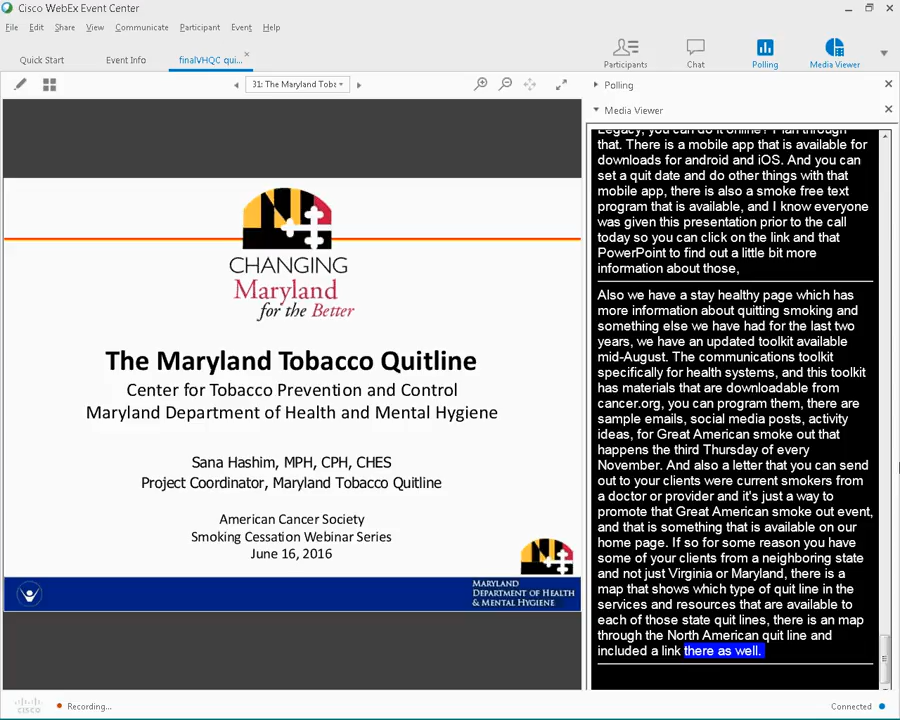 Cisco WebEx Event Center
File Edit Share View Communicate Participant Event Help
Quick Start Event Info finalVHQC qui...
Participants Chat Polling Media Viewer
31: The Maryland Toba
Polling
Media Viewer
CHANGING
Maryland
for the Better
The Maryland Tobacco Quitline
Center for Tobacco Prevention and Control
Maryland Department of Health and Mental Hygiene
Sana Hashim, MPH, CPH, CHES
Project Coordinator, Maryland Tobacco Quitline
American Cancer Society
Smoking Cessation Webinar Series
June 16, 2016
MARYLAND
DEPARTMENT OF HEALTH
& MENTAL HYGIENE
Legacy, you can do it online? Plan through
that. There is a mobile app that is available for
downloads for android and iOS. And you can
set a quit date and do other things with that
mobile app, there is also a smoke free text
program that is available, and I know everyone
was given this presentation prior to the call
today so you can click on the link and that
PowerPoint to find out a little bit more
information about those,
Also we have a stay healthy page which has
more information about quitting smoking and
something else we have had for the last two
years, we have an updated toolkit available
mid-August. The communications toolkit
specifically for health systems, and this toolkit
has materials that are downloadable from
cancer.org, you can program them, there are
sample emails, social media posts, activity
ideas, for Great American smoke out that
happens the third Thursday of every
November. And also a letter that you can send
out to your clients were current smokers from
a doctor or provider and it's just a way to
promote that Great American smoke out event,
and that is something that is available on our
home page. If so for some reason you have
some of your clients from a neighboring state
and not just Virginia or Maryland, there is a
map that shows which type of quit line in the
services and resources that are available to
each of those state quit lines, there is an map
through the North American quit line and
included a link there as well.
cisco
Recording...
Connected